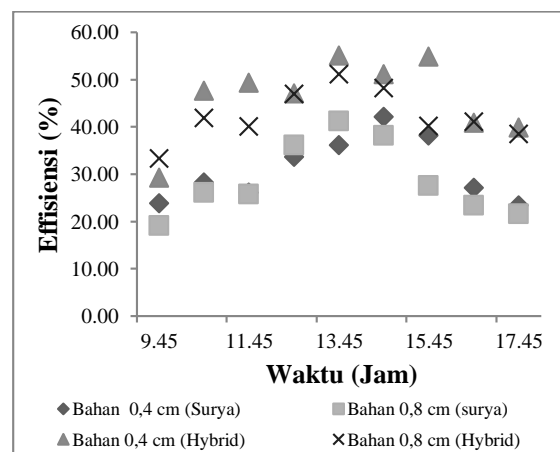 Effisiensi (%)
60.00
50.00
40.00
30.00
20.00
10.00
0.00
9.45 11.45 13.45 15.45 17.45
Waktu (Jam)
Bahan 0,4 cm (Surya) Bahan 0,8 cm (surya)
Bahan 0,4 cm (Hybrid) Bahan 0,8 cm (Hybrid)